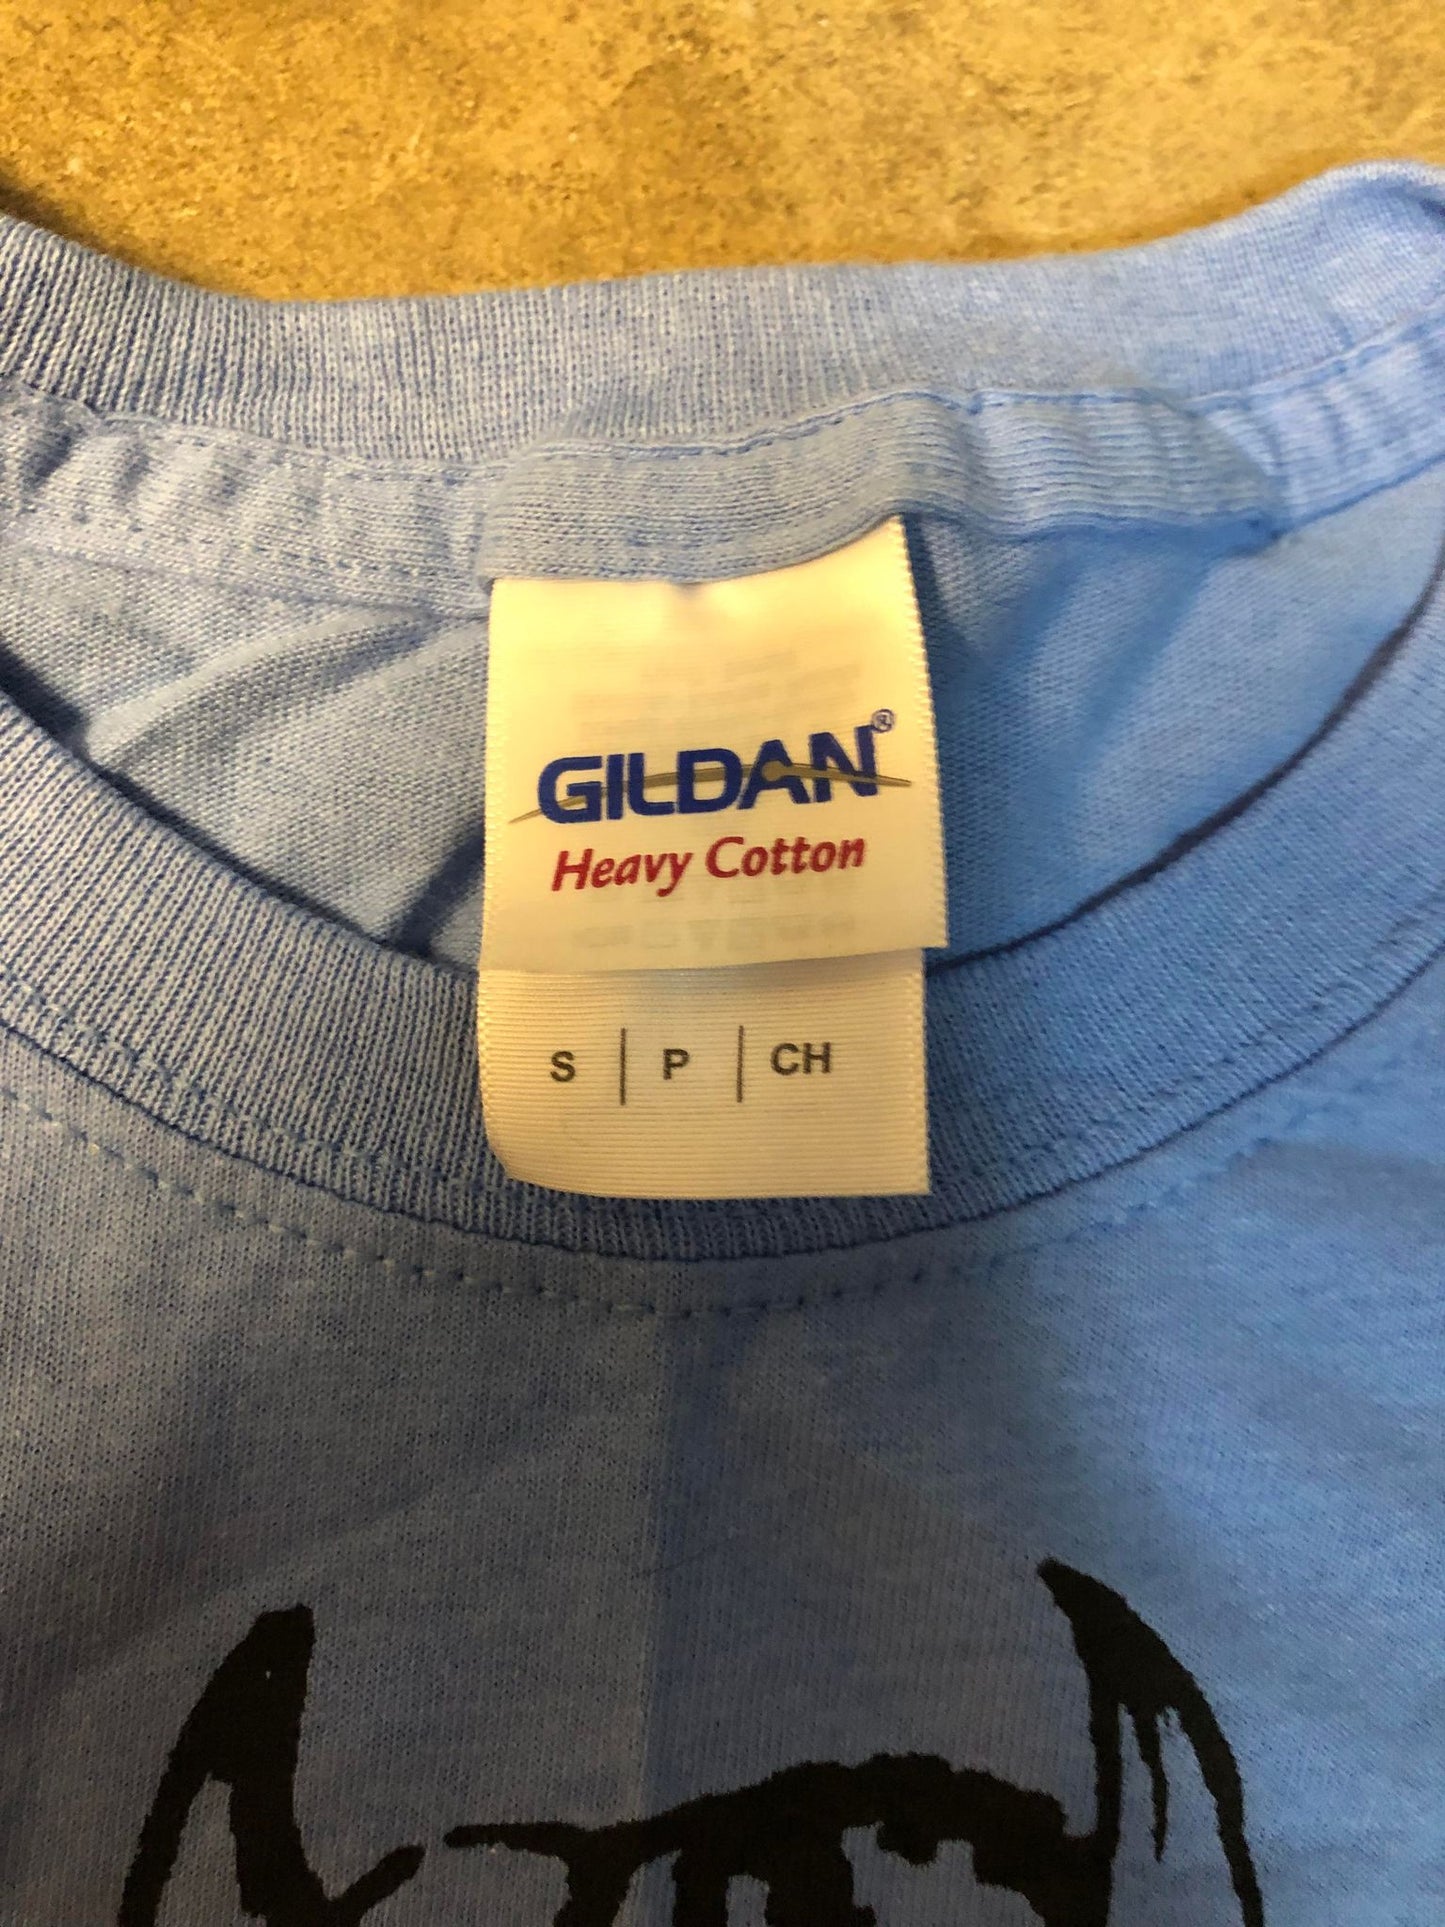 GILDAN®
Heavy Cotton
S | P | CH